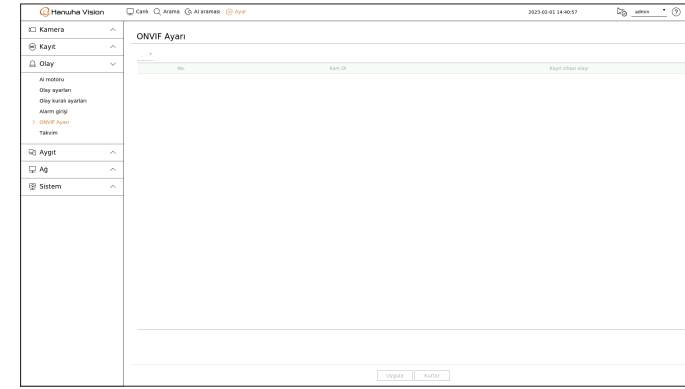 Hanwha Vision
Canlı Arama AI araması Ayar
2023-02-01 14:40:57
admin
Kamera
Kayıt
Olay
AI motoru
Olay ayarları
Olay kuralı ayarları
Alarm girişi
ONVIF Ayarı
Takvim
Aygıt
Ağ
Sistem
ONVIF Ayarı
No.
Kam DI
Kayıt cihazı olayı
Uygula
Kurtar